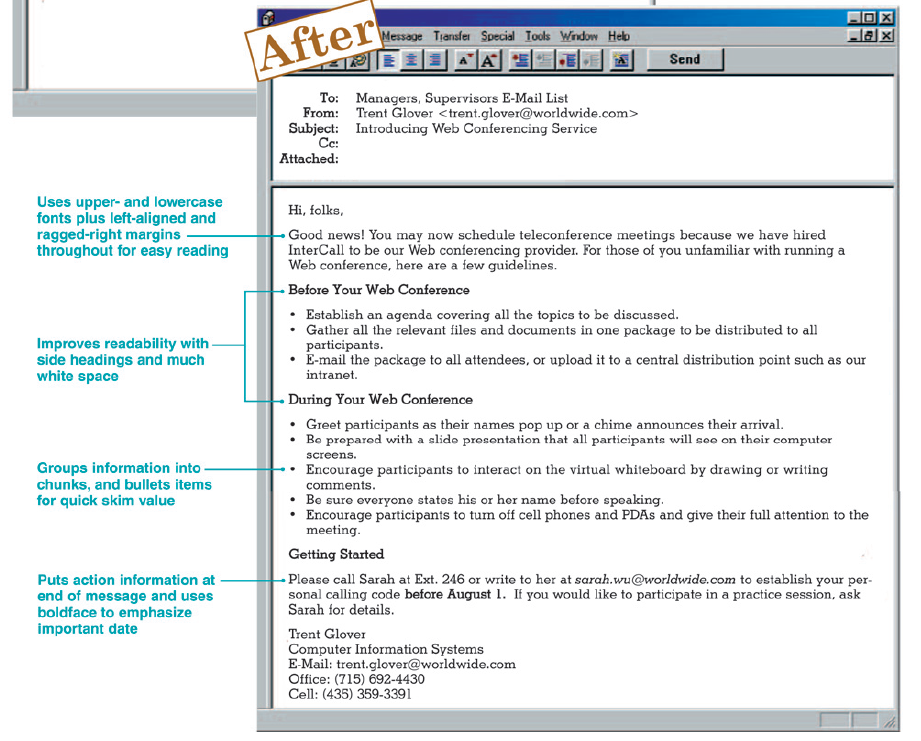 After
Message Transfer Special Tools Window Help
Send
To: Managers, Supervisors E-Mail List
From: Trent Glover <trent.glover@worldwide.com>
Subject: Introducing Web Conferencing Service
Cc:
Attached:
Uses upper- and lowercase
fonts plus left-aligned and
ragged-right margins
throughout for easy reading
Hi, folks,
Good news! You may now schedule teleconference meetings because we have hired
InterCall to be our Web conferencing provider. For those of you unfamiliar with running a
Web conference, here are a few guidelines.
Improves readability with
side headings and much
white space
Before Your Web Conference
• Establish an agenda covering all the topics to be discussed.
• Gather all the relevant files and documents in one package to be distributed to all
participants.
• E-mail the package to all attendees, or upload it to a central distribution point such as our
intranet.
During Your Web Conference
Groups information into
chunks, and bullets items
for quick skim value
• Greet participants as their names pop up or a chime announces their arrival.
• Be prepared with a slide presentation that all participants will see on their computer
screens.
• Encourage participants to interact on the virtual whiteboard by drawing or writing
comments.
• Be sure everyone states his or her name before speaking.
• Encourage participants to turn off cell phones and PDAs and give their full attention to the
meeting.
Getting Started
Puts action information at
end of message and uses
boldface to emphasize
important date
Please call Sarah at Ext. 246 or write to her at sarah.wu@worldwide.com to establish your per-
sonal calling code before August 1. If you would like to participate in a practice session, ask
Sarah for details.
Trent Glover
Computer Information Systems
E-Mail: trent.glover@worldwide.com
Office: (715) 692-4430
Cell: (435) 359-3391